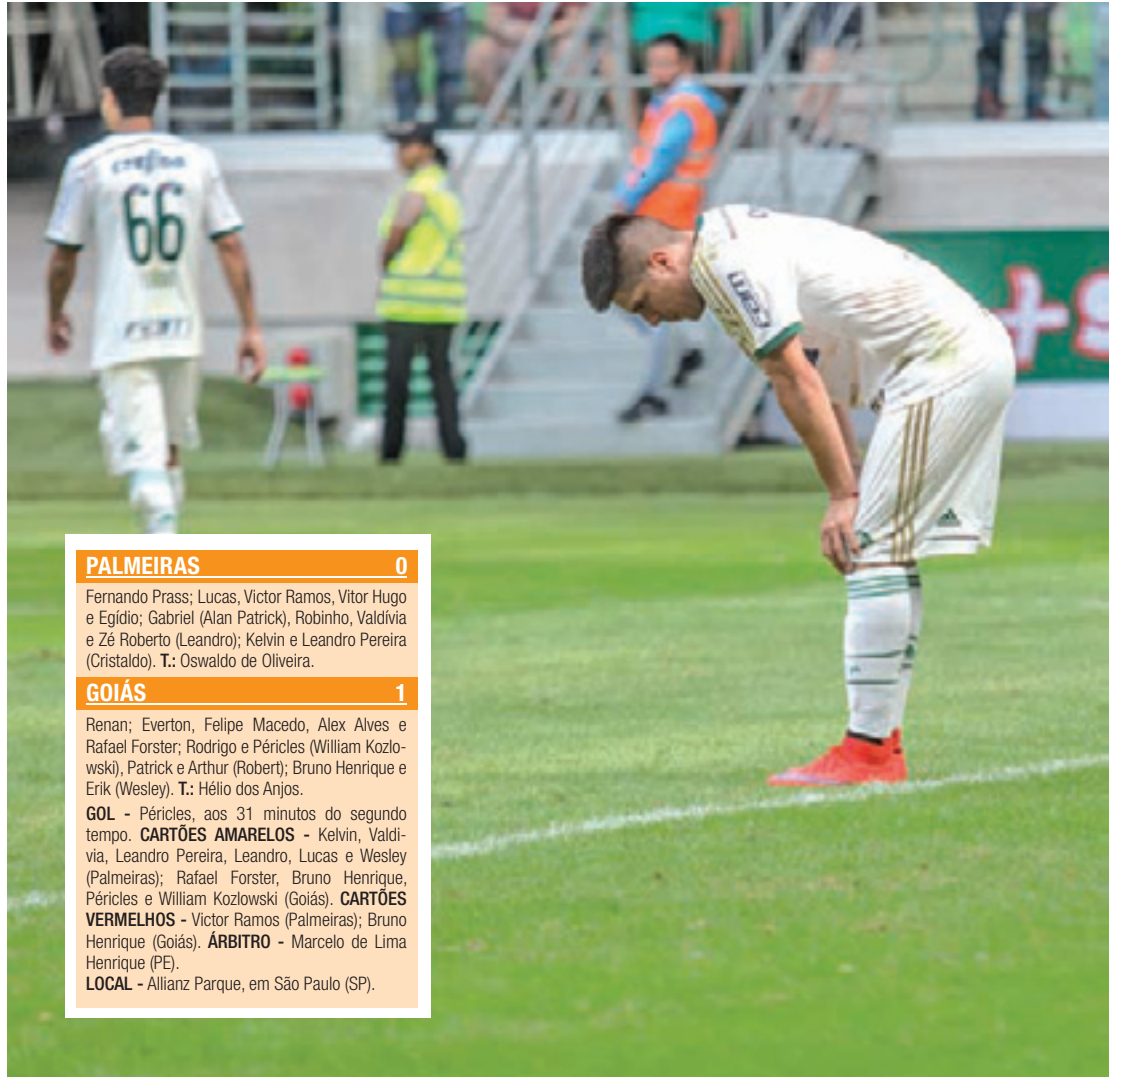 crefisa
66
FAM
FAM
+S
PALMEIRAS 0
Fernando Prass; Lucas, Victor Ramos, Vitor Hugo
e Egídio; Gabriel (Alan Patrick), Robinho, Valdívia
e Zé Roberto (Leandro); Kelvin e Leandro Pereira
(Cristaldo). T.: Oswaldo de Oliveira.
GOIÁS 1
Renan; Everton, Felipe Macedo, Alex Alves e
Rafael Forster; Rodrigo e Péricles (William Kozlo-
wski), Patrick e Arthur (Robert); Bruno Henrique e
Erik (Wesley). T.: Hélio dos Anjos.
GOL - Péricles, aos 31 minutos do segundo
tempo. CARTÕES AMARELOS - Kelvin, Valdi-
via, Leandro Pereira, Leandro, Lucas e Wesley
(Palmeiras); Rafael Forster, Bruno Henrique,
Péricles e William Kozlowski (Goiás). CARTÕES
VERMELHOS - Victor Ramos (Palmeiras); Bruno
Henrique (Goiás). ÁRBITRO - Marcelo de Lima
Henrique (PE).
LOCAL - Allianz Parque, em São Paulo (SP).